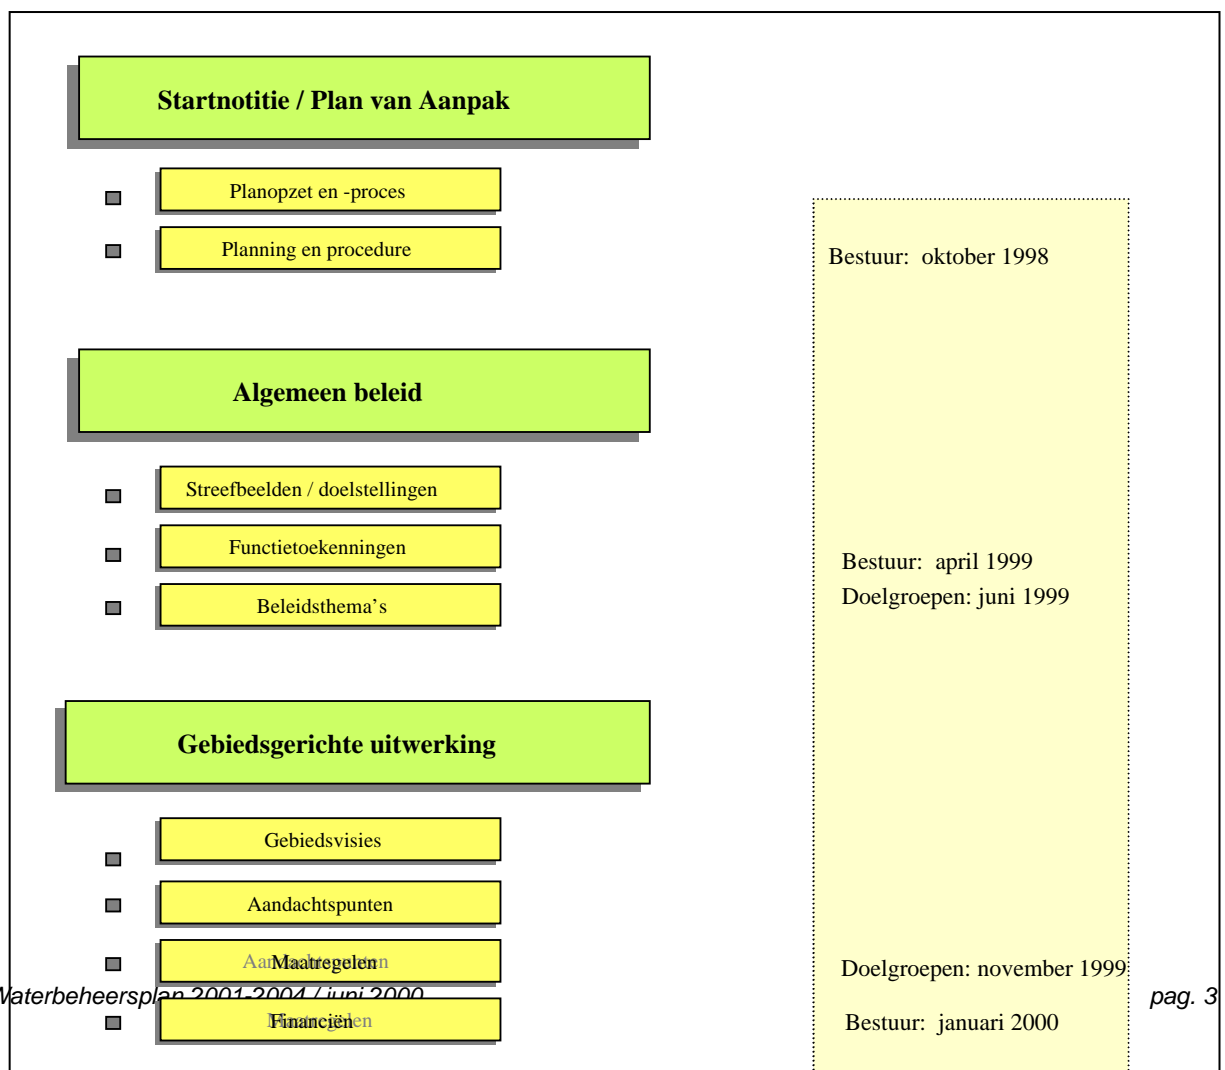 Startnotitie / Plan van Aanpak
Planopzet en -proces
Planning en procedure
Bestuur: oktober 1998
Algemeen beleid
Streefbeelden / doelstellingen
Functietoekenningen
Beleidsthema's
Bestuur: april 1999
Doelgroepen: juni 1999
Gebiedsgerichte uitwerking
Gebiedsvisies
Aandachtspunten
Aandachtspunten
Maatregelen
Doelgroepen: november 1999
Waterbeheersplan 2001-2004 / juni 2000
pag. 3
Maatregelen
Financiën
Bestuur: januari 2000